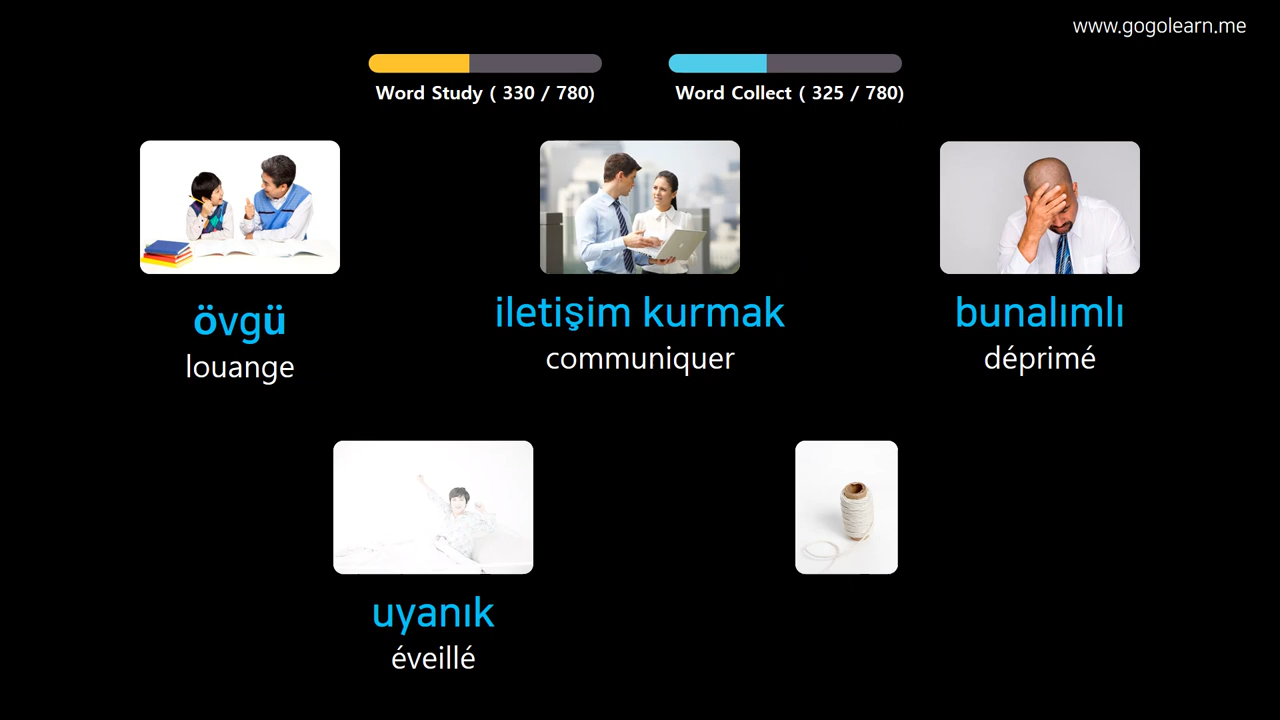 www.gogolearn.me
Word Study ( 330 / 780)
Word Collect ( 325 / 780)
övgü
louange
iletişim kurmak
communiquer
bunalımlı
déprimé
uyanık
éveillé